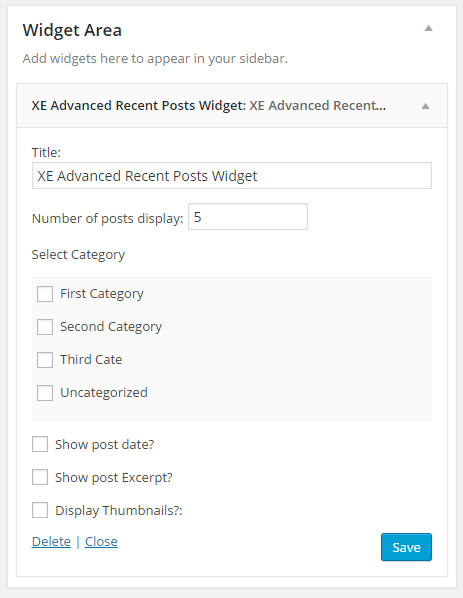 Widget Area
Add widgets here to appear in your sidebar.
XE Advanced Recent Posts Widget: XE Advanced Recent...
Title:
XE Advanced Recent Posts Widget
Number of posts display: 5
Select Category
First Category
Second Category
Third Cate
Uncategorized
Show post date?
Show post Excerpt?
Display Thumbnails?:
Delete | Close
Save